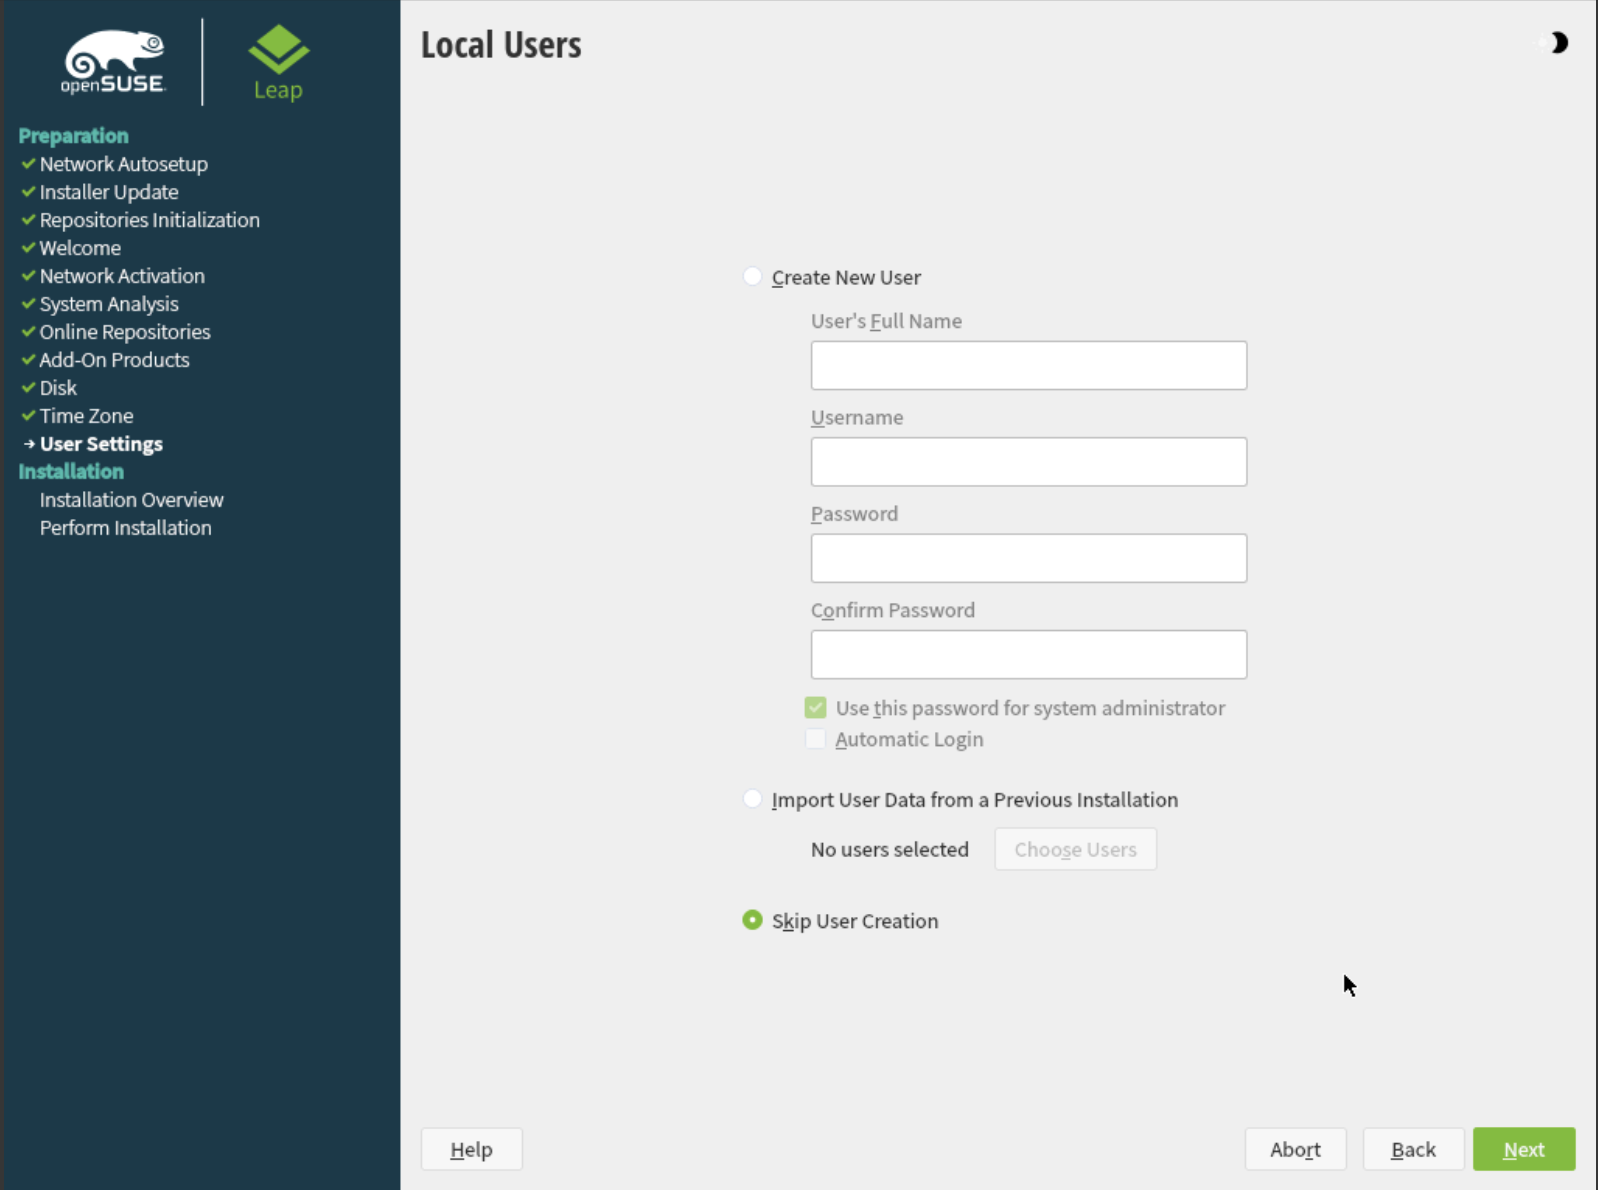 openSUSE.
Leap
Preparation
Network Autosetup
Installer Update
Repositories Initialization
Welcome
Network Activation
System Analysis
Online Repositories
Add-On Products
Disk
Time Zone
User Settings
Installation
Installation Overview
Perform Installation
Local Users
Create New User
User's Full Name
Username
Password
Confirm Password
Use this password for system administrator
Automatic Login
Import User Data from a Previous Installation
No users selected Choose Users
Skip User Creation
Help Abort Back Next